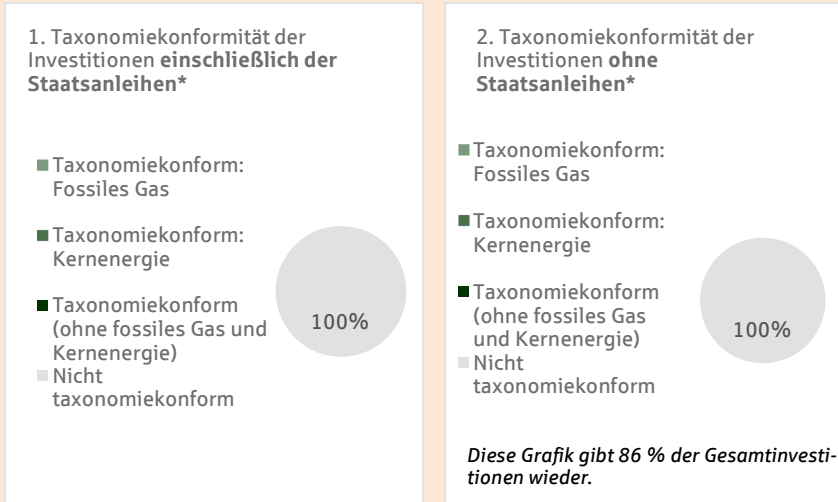 1. Taxonomiekonformität der
Investitionen einschließlich der
Staatsanleihen*
Taxonomiekonform:
Fossiles Gas
Taxonomiekonform:
Kernenergie
Taxonomiekonform
(ohne fossiles Gas und
Kernenergie)
Nicht
taxonomiekonform
100%
2. Taxonomiekonformität der
Investitionen ohne
Staatsanleihen*
Taxonomiekonform:
Fossiles Gas
Taxonomiekonform:
Kernenergie
Taxonomiekonform
(ohne fossiles Gas
und Kernenergie)
Nicht
taxonomiekonform
100%
Diese Grafik gibt 86 % der Gesamtinvesti-
tionen wieder.